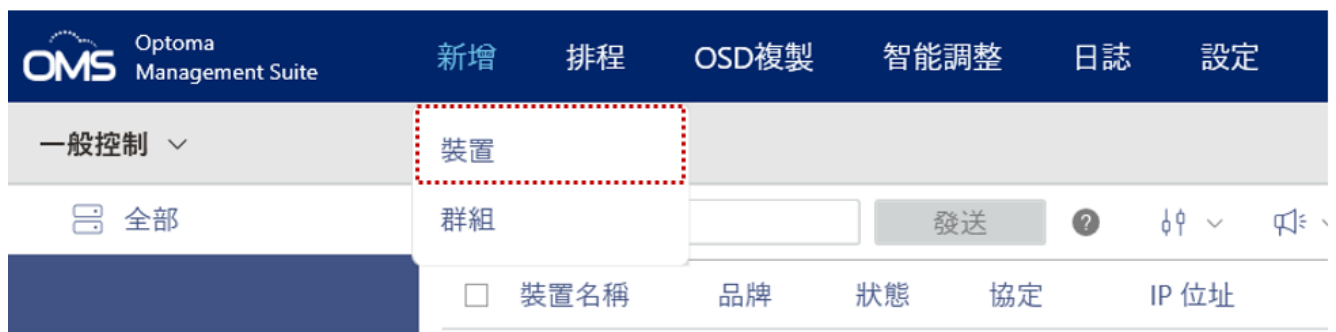 OMS Optoma
Management Suite
新增 排程 OSD複製 智能調整 日誌 設定
一般控制
裝置
全部
群組
發送
?
裝置名稱 品牌 狀態 協定 IP 位址